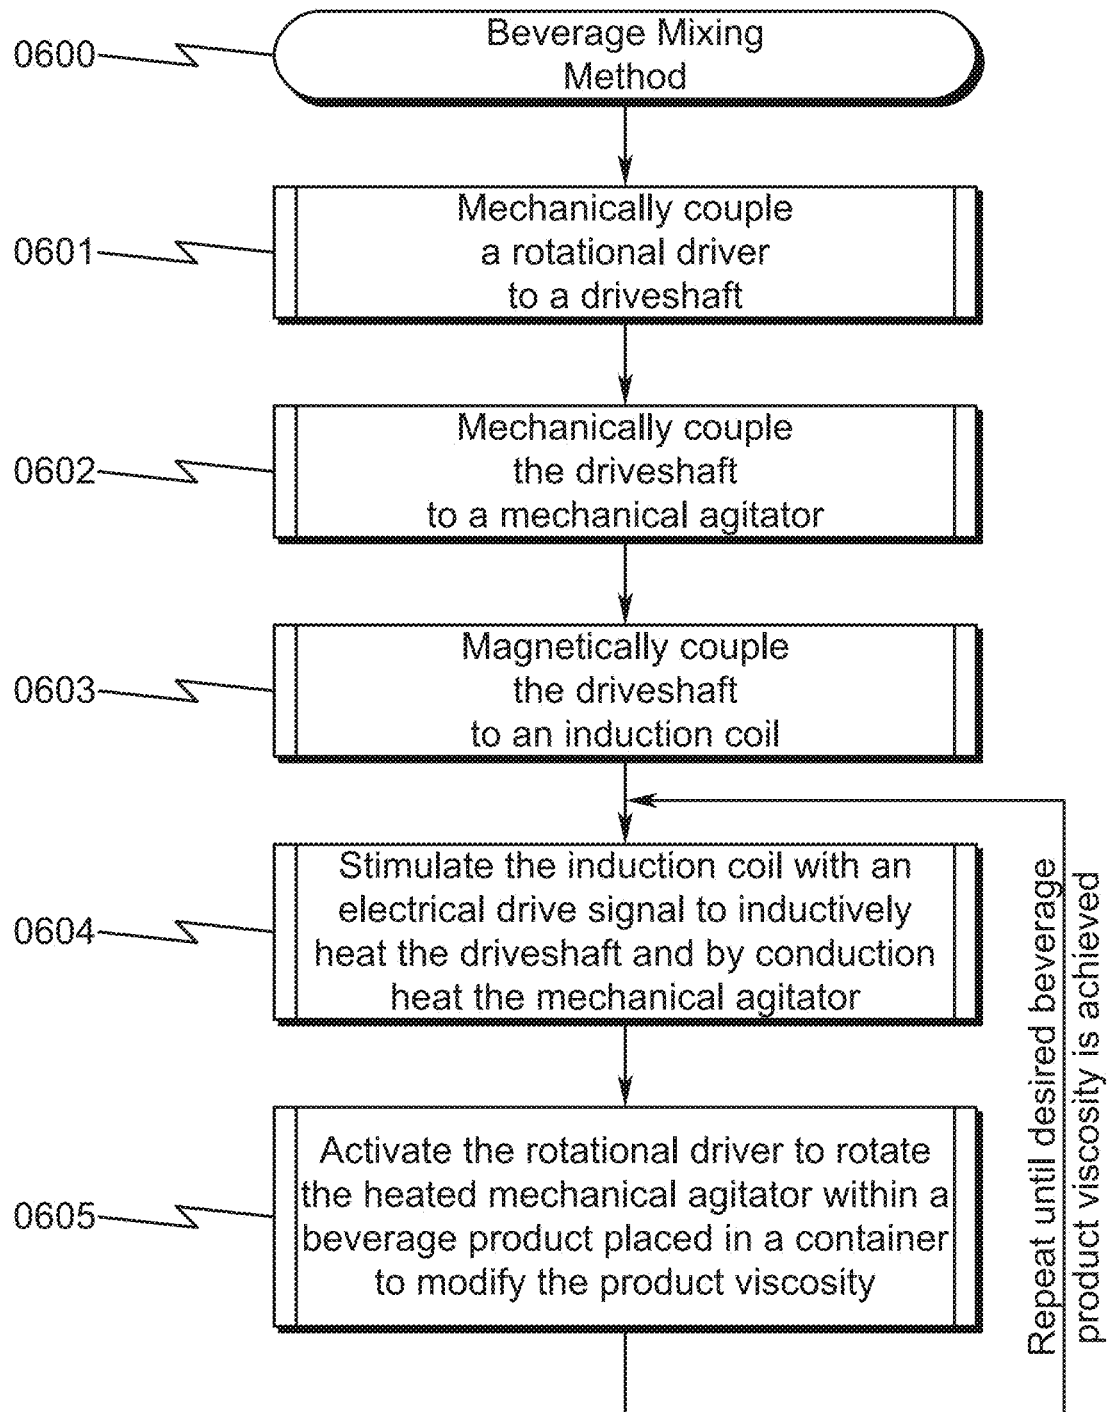 0600
Beverage Mixing
Method
0601
Mechanically couple
a rotational driver
to a driveshaft
0602
Mechanically couple
the driveshaft
to a mechanical agitator
0603
Magnetically couple
the driveshaft
to an induction coil
0604
Stimulate the induction coil with an
electrical drive signal to inductively
heat the driveshaft and by conduction
heat the mechanical agitator
0605
Activate the rotational driver to rotate
the heated mechanical agitator within a
beverage product placed in a container
to modify the product viscosity
Repeat until desired beverage
product viscosity is achieved